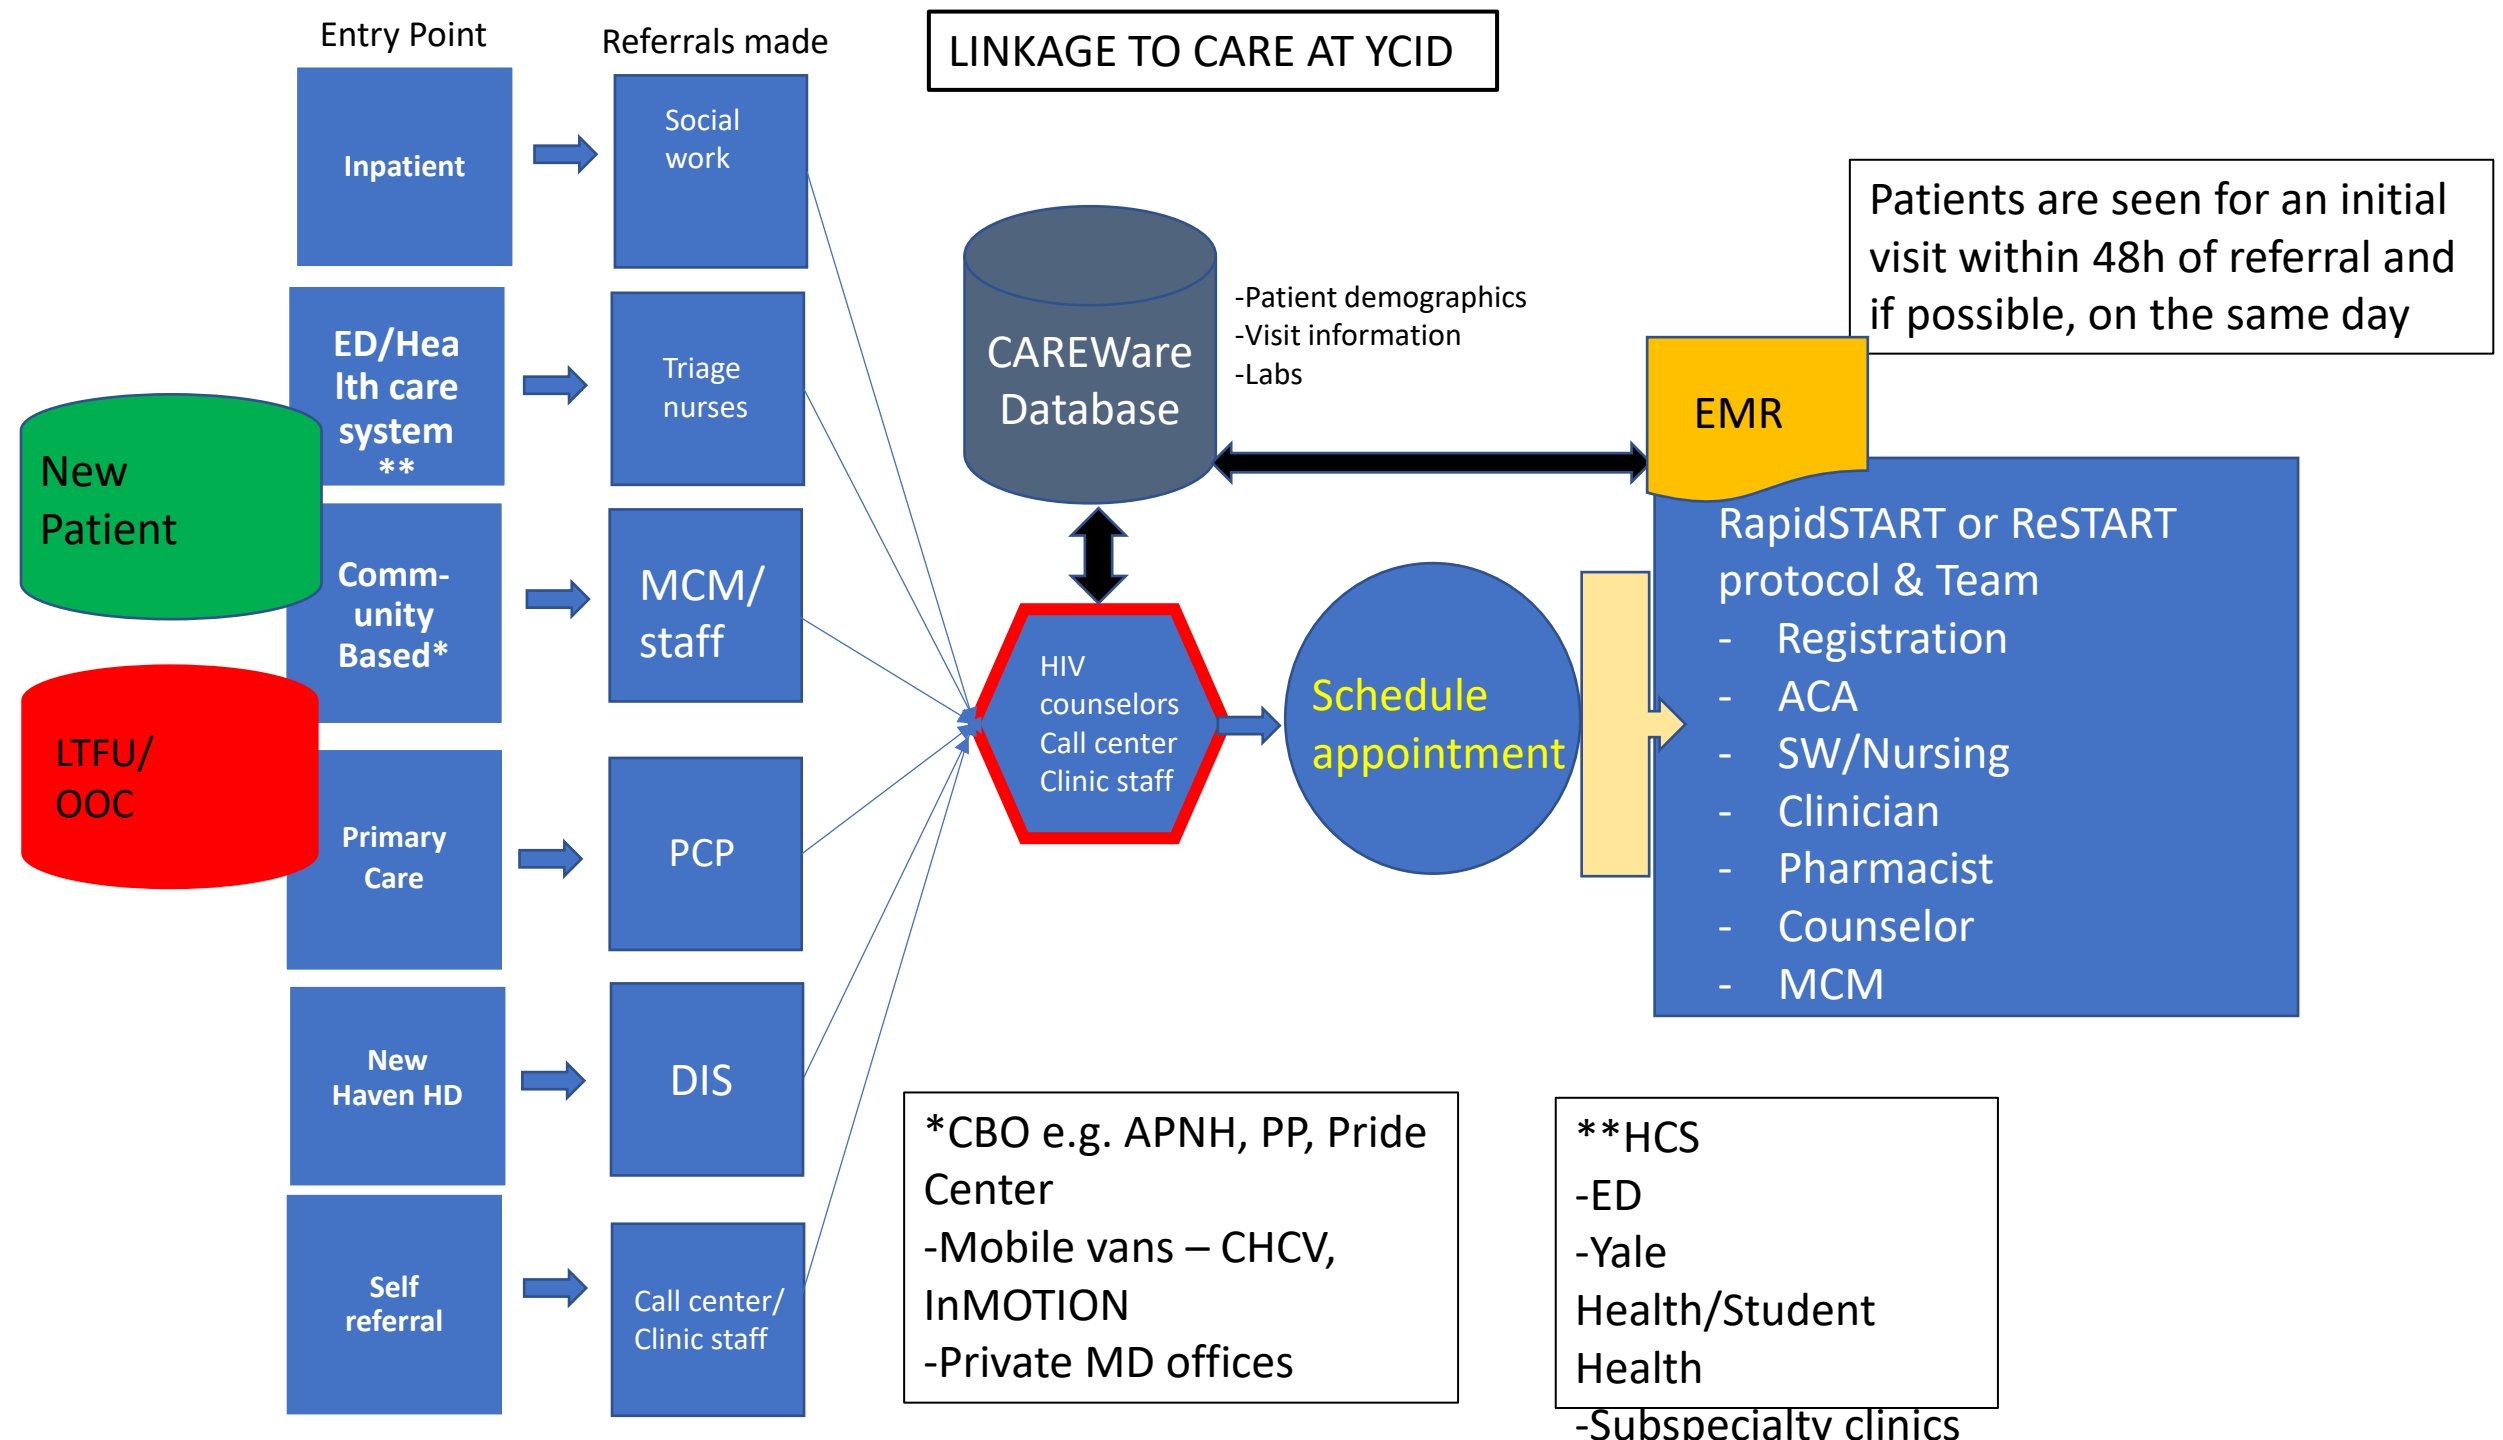 Entry Point
Referrals made
LINKAGE TO CARE AT YCID
Inpatient
Social
work
Patients are seen for an initial
visit within 48h of referral and
if possible, on the same day
ED/Hea
lth care
system
**
Triage
nurses
CAREWare
Database
-Patient demographics
-Visit information
-Labs
EMR
New
Patient
Comm-
unity
Based*
MCM/
staff
LTFU/
OOC
HIV
counselors
Call center
Clinic staff
Schedule
appointment
RapidSTART or ReSTART
protocol & Team
- Registration
- ACA
- SW/Nursing
- Clinician
- Pharmacist
- Counselor
- MCM
Primary
Care
PCP
New
Haven HD
DIS
Self
referral
Call center/
Clinic staff
*CBO e.g. APNH, PP, Pride
Center
-Mobile vans – CHCV,
InMOTION
-Private MD offices
**HCS
-ED
-Yale
Health/Student
Health
-Subspecialty clinics